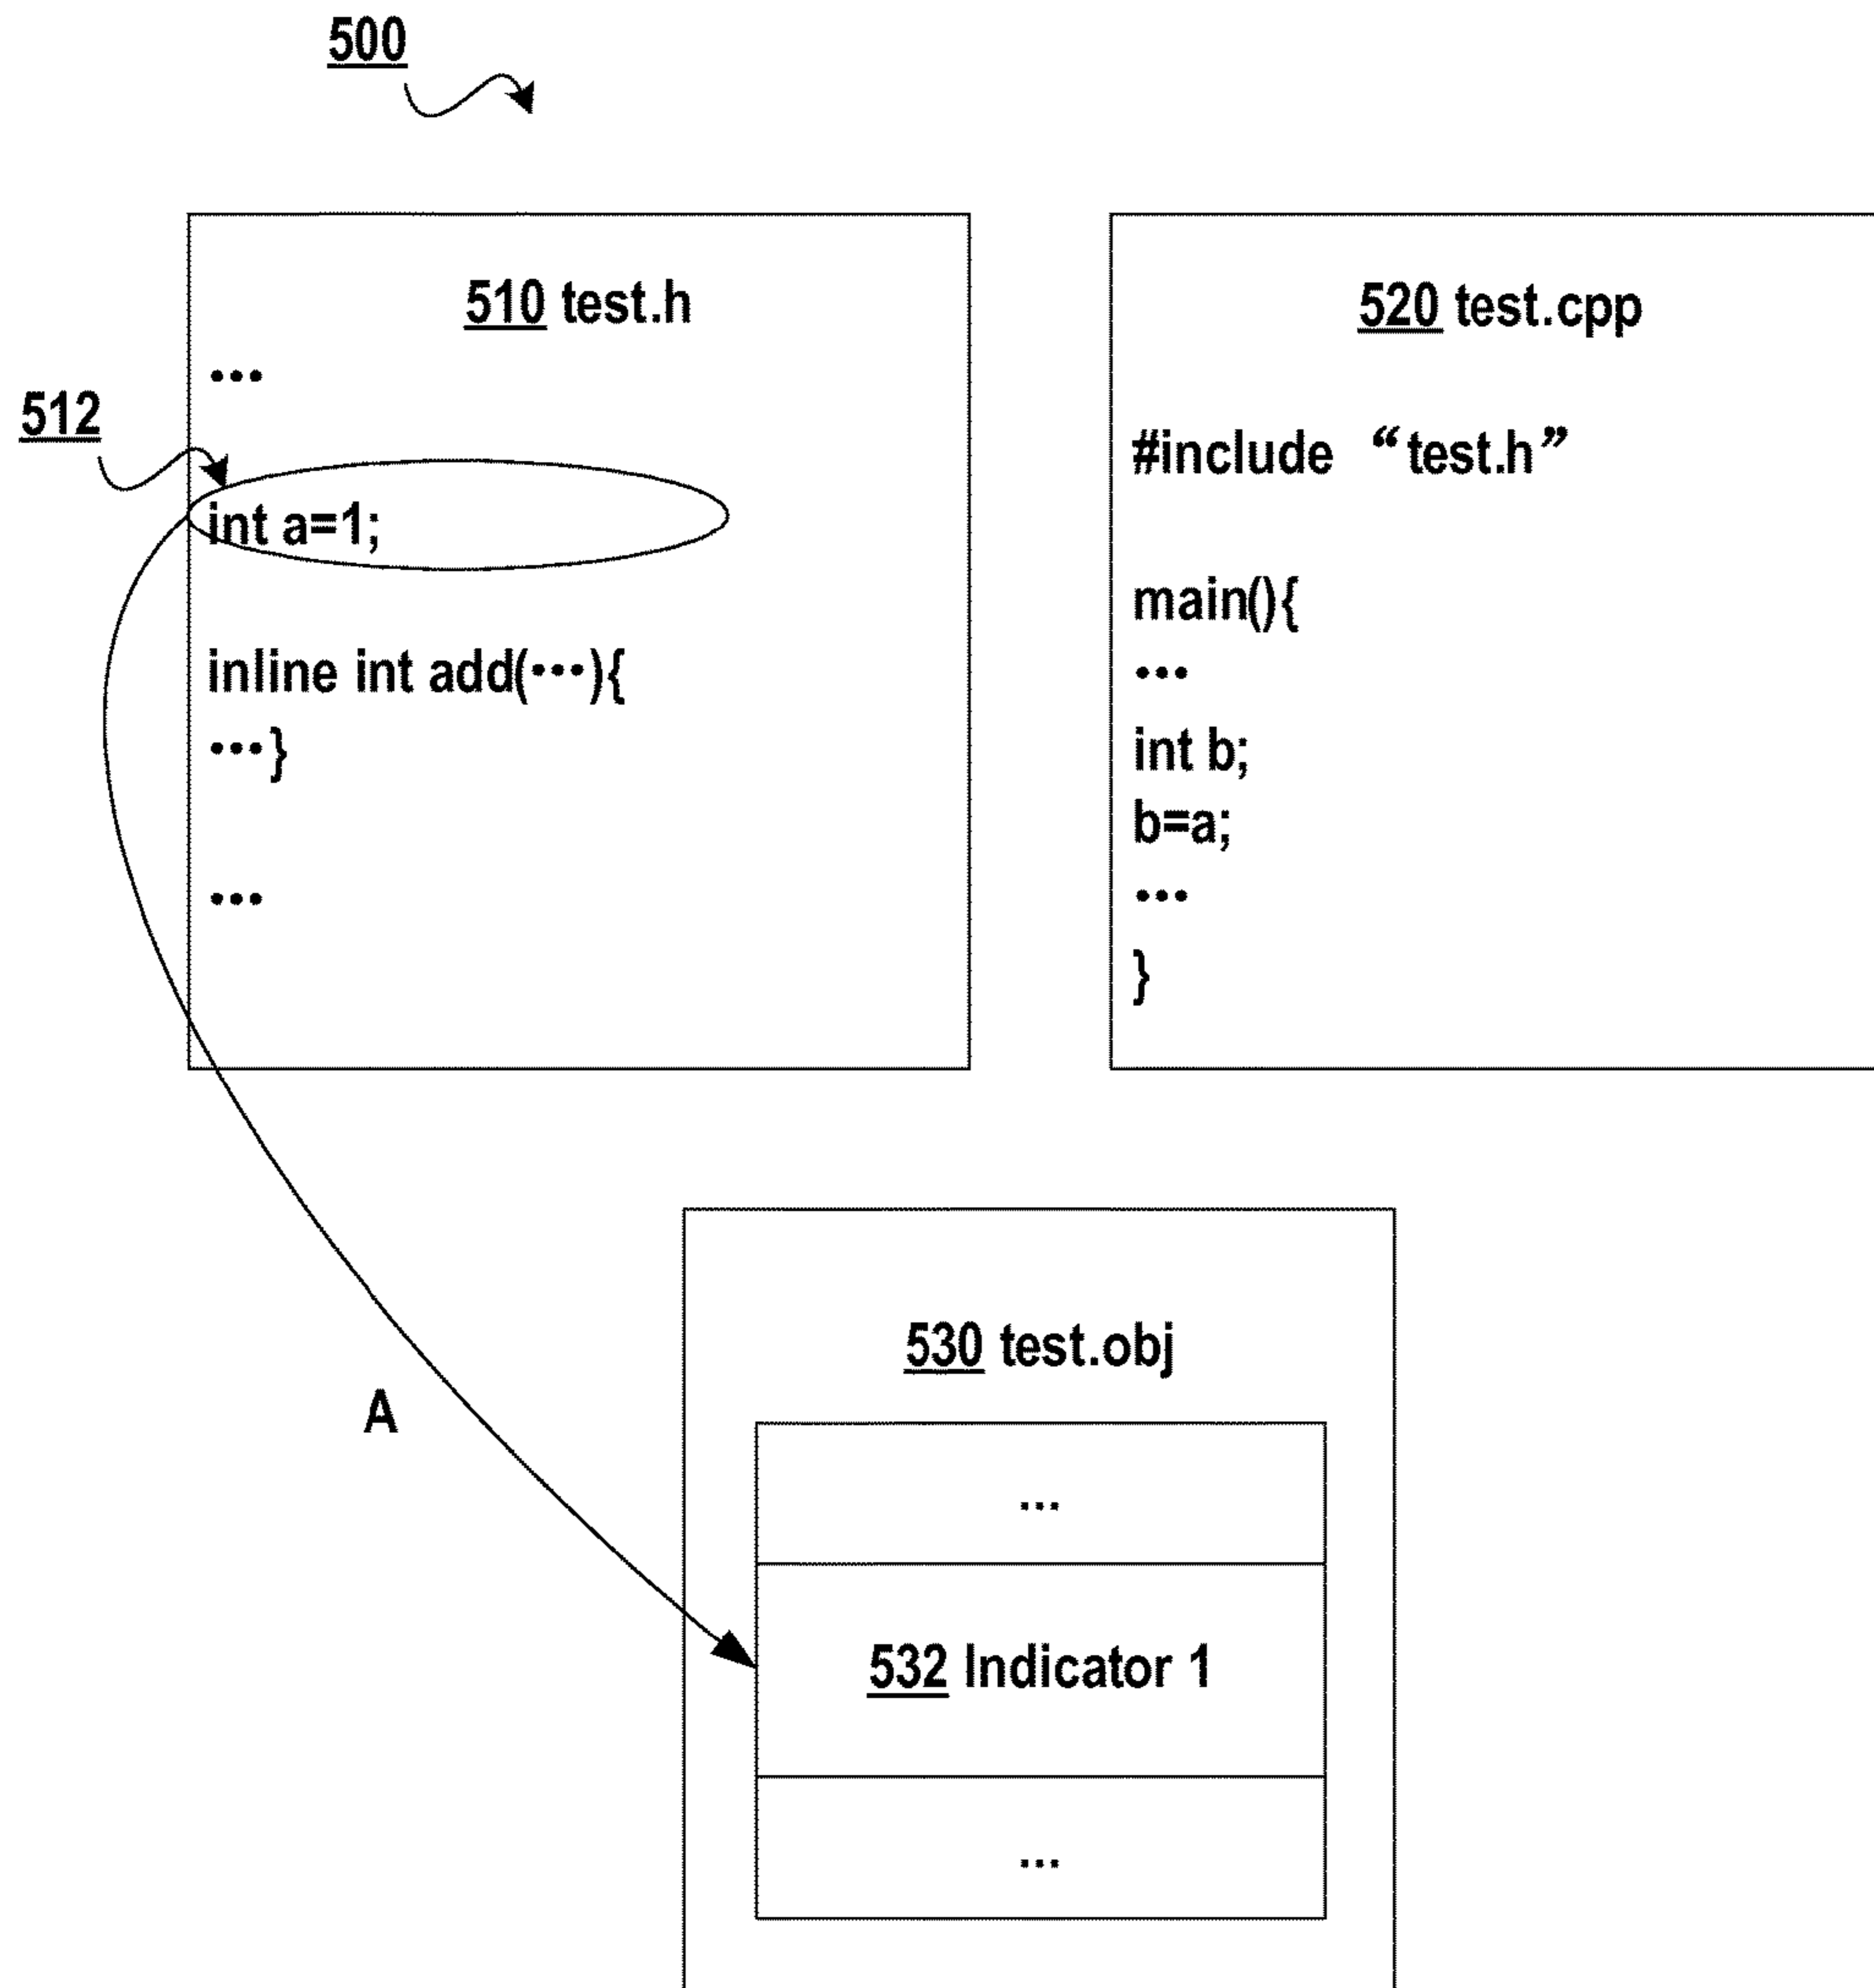 500
510 test.h
…
512
int a=1;
inline int add(…){
…}
…
520 test.cpp
#include “test.h”
main(){
…
int b;
b=a;
…
}
A
530 test.obj
...
532 Indicator 1
...